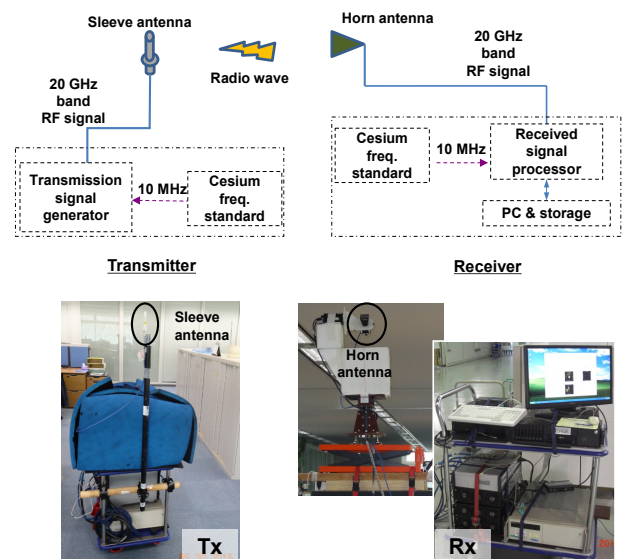 Sleeve antenna
Horn antenna
Radio wave
20 GHz
band
RF signal
20 GHz
band
RF signal
Transmission
signal
generator
10 MHz
Cesium
freq.
standard
Cesium
freq.
standard
10 MHz
Received
signal
processor
PC & storage
Transmitter
Receiver
Sleeve
antenna
Horn
antenna
Tx
Rx